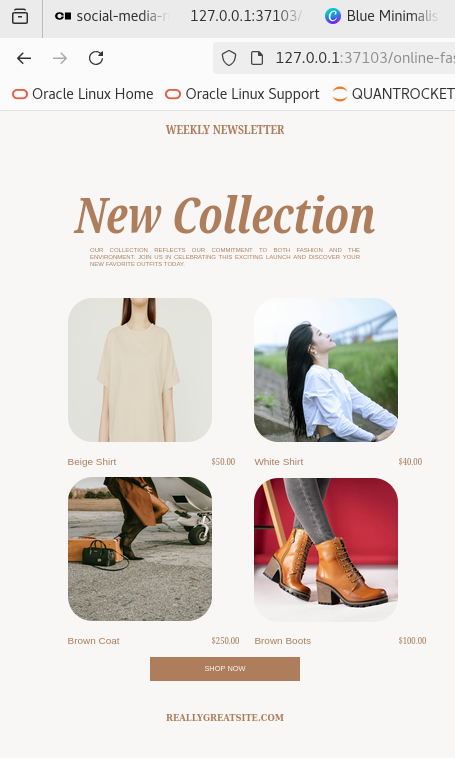 social-media-n
127.0.0.1:37103/
Blue Minimalis
127.0.0.1:37103/online-fas
Oracle Linux Home
Oracle Linux Support
QUANTROCKET
WEEKLY NEWSLETTER
New Collection
OUR COLLECTION REFLECTS OUR COMMITMENT TO BOTH FASHION AND THE
ENVIRONMENT. JOIN US IN CELEBRATING THIS EXCITING LAUNCH AND DISCOVER YOUR
NEW FAVORITE OUTFITS TODAY.
Beige Shirt $50.00
White Shirt $40.00
Brown Coat $250.00
Brown Boots $100.00
SHOP NOW
REALLYGREATSITE.COM